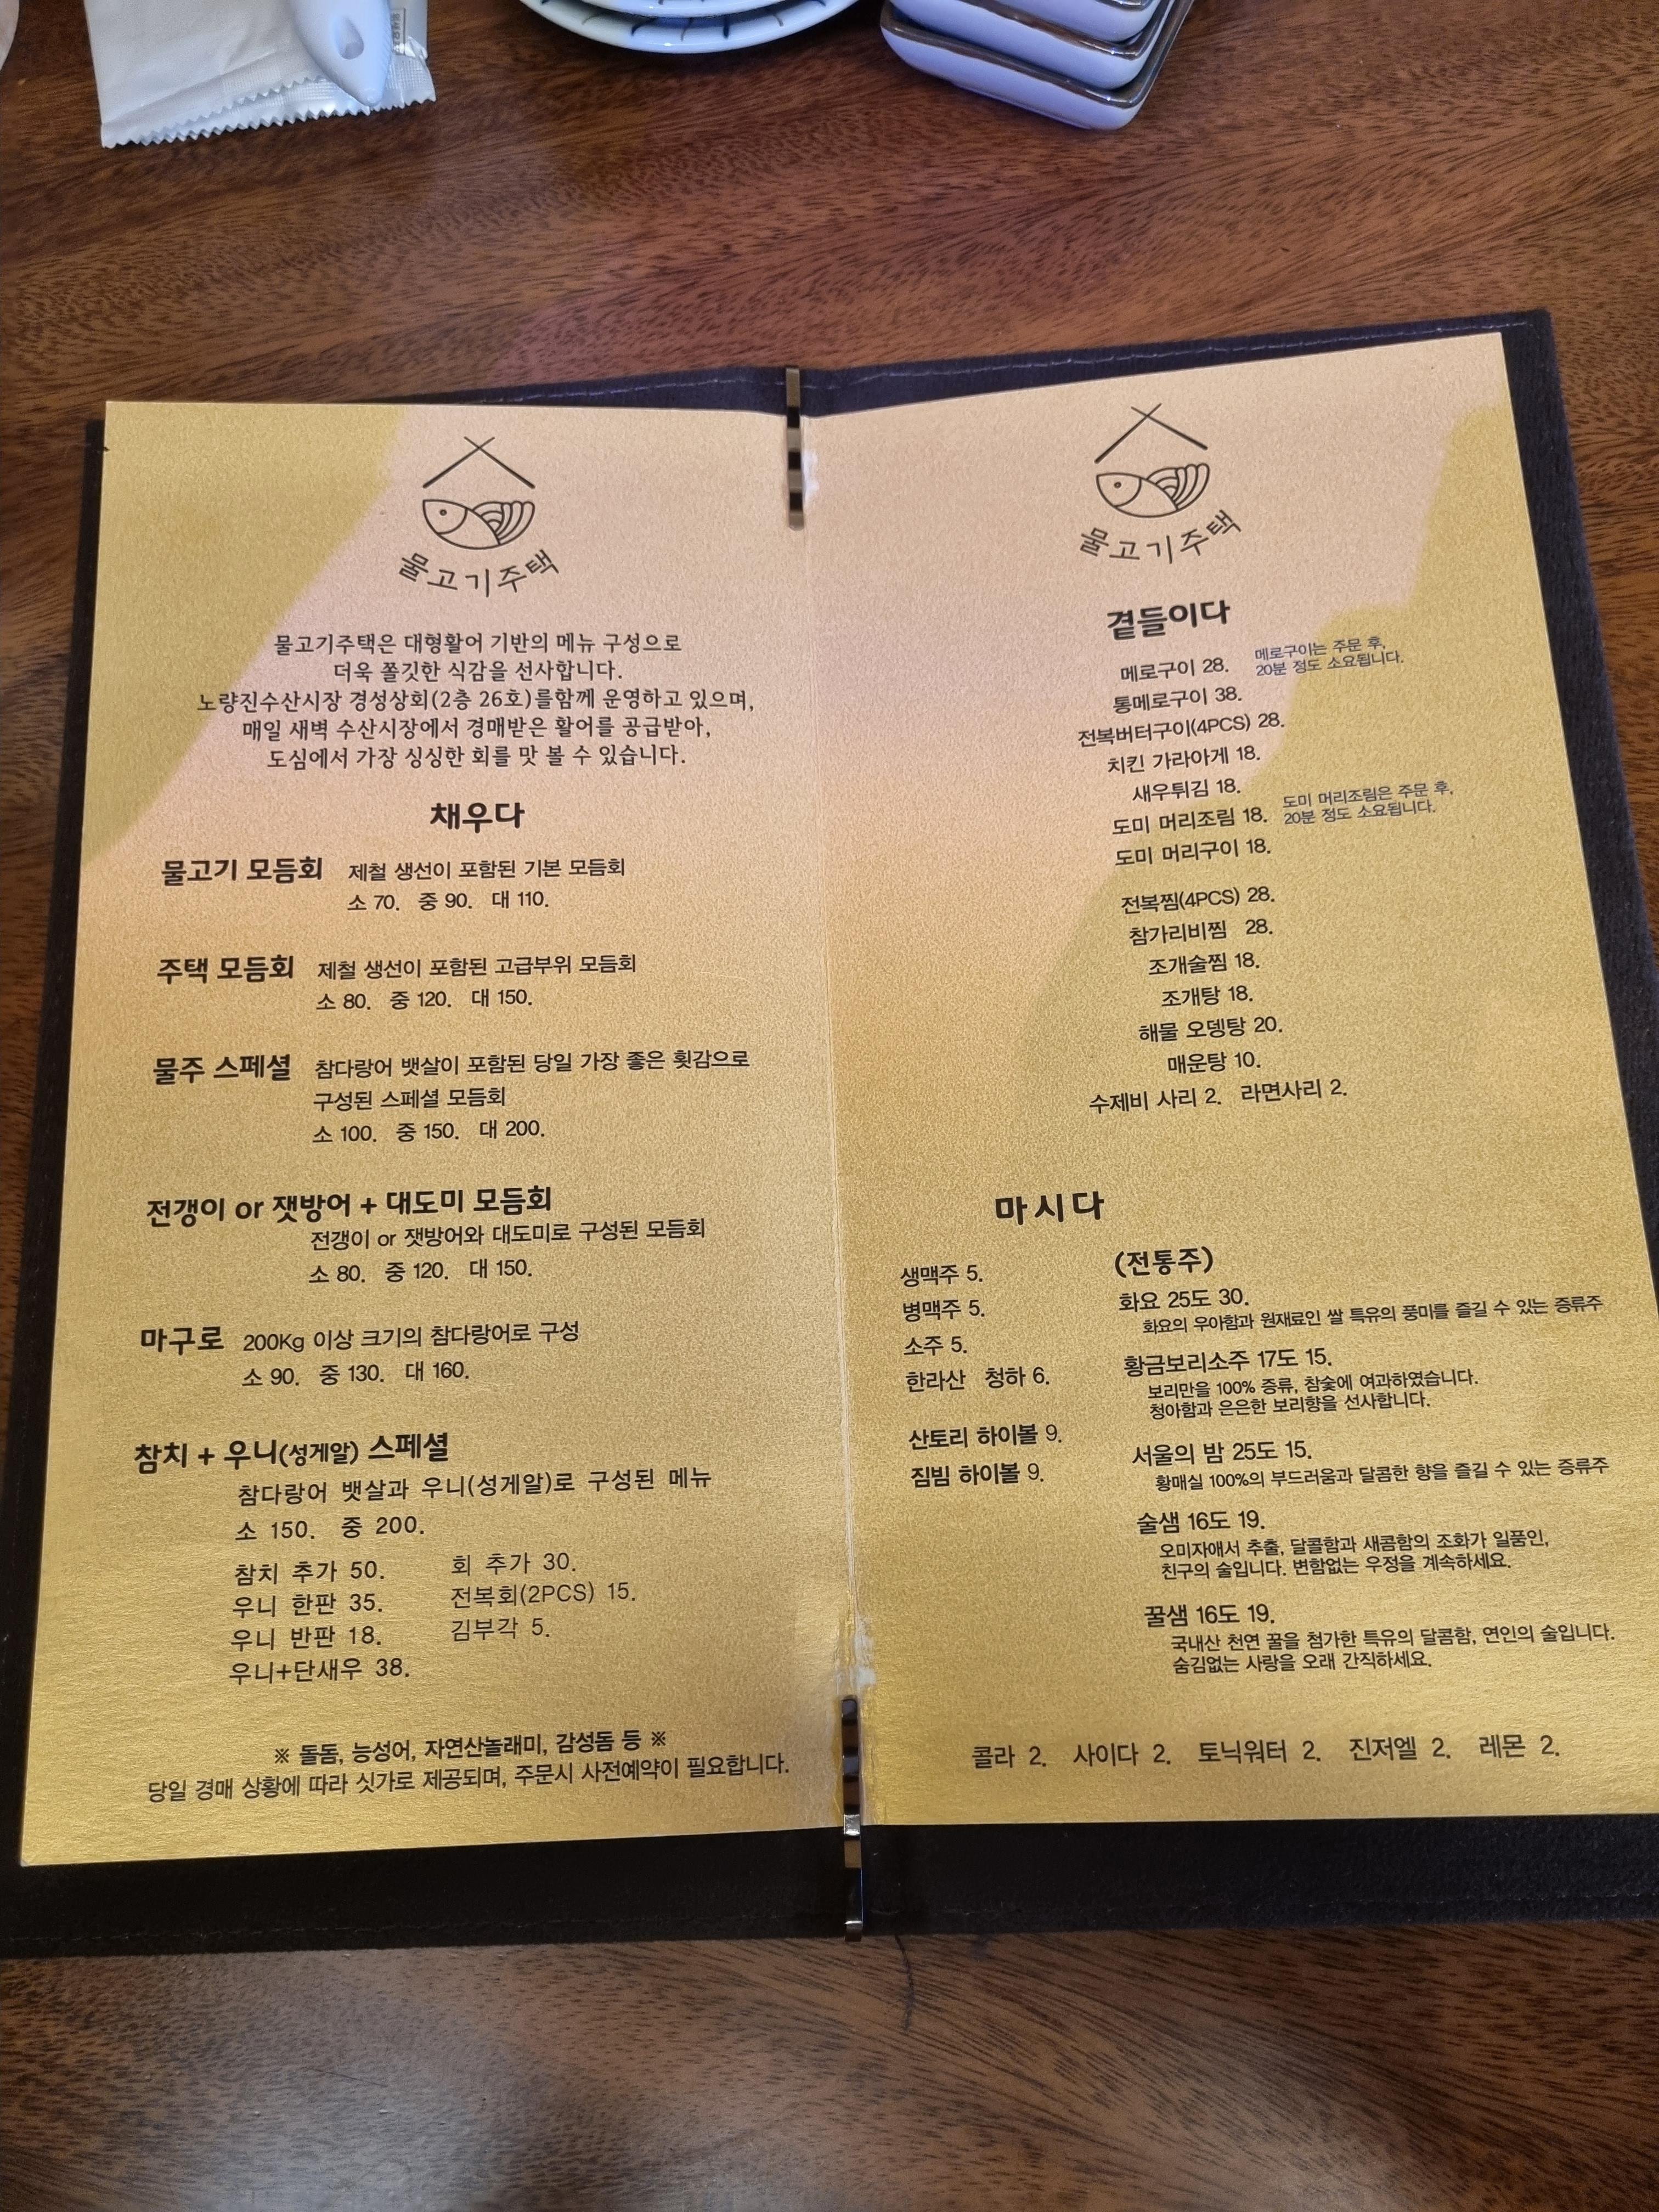 물고기주택
물고기주택은 대형활어 기반의 메뉴 구성으로
더욱 쫄깃한 식감을 선사합니다.
노량진수산시장 경성상회(2층 26호)를함께 운영하고 있으며,
매일 새벽 수산시장에서 경매받은 활어를 공급받아,
도심에서 가장 싱싱한 회를 맛 볼 수 있습니다.
채우다
물고기 모듬회 제철 생선이 포함된 기본 모듬회
소 70. 중 90. 대 110.
주택 모듬회 제철 생선이 포함된 고급부위 모듬회
소 80. 중 120. 대 150.
물주 스페셜 참다랑어 뱃살이 포함된 당일 가장 좋은 횟감으로
구성된 스페셜 모듬회
소 100. 중 150. 대 200.
전갱이 or 잿방어 + 대도미 모듬회
전갱이 or 잿방어와 대도미로 구성된 모듬회
소 80. 중 120. 대 150.
마구로 200Kg 이상 크기의 참다랑어로 구성
소 90. 중 130. 대 160.
참치 + 우니(성게알) 스페셜
참다랑어 뱃살과 우니(성게알)로 구성된 메뉴
소 150. 중 200.
참치 추가 50. 회 추가 30.
우니 한판 35. 전복회(2PCS) 15.
우니 반판 18. 김부각 5.
우니+단새우 38.
※ 돌돔, 능성어, 자연산놀래미, 감성돔 등 ※
당일 경매 상황에 따라 싯가로 제공되며, 주문시 사전예약이 필요합니다.
물고기주택
곁들이다
메로구이 28. 메로구이는 주문 후,
20분 정도 소요됩니다.
통메로구이 38.
전복버터구이(4PCS) 28.
치킨 가라아게 18.
새우튀김 18.
도미 머리조림 18. 도미 머리조림은 주문 후,
20분 정도 소요됩니다.
도미 머리구이 18.
전복찜(4PCS) 28.
참가리비찜 28.
조개술찜 18.
조개탕 18.
해물 오뎅탕 20.
매운탕 10.
수제비 사리 2. 라면사리 2.
마시다
생맥주 5.
병맥주 5.
소주 5.
한라산 청하 6.
산토리 하이볼 9.
짐빔 하이볼 9.
(전통주)
화요 25도 30.
화요의 우아함과 원재료인 쌀 특유의 풍미를 즐길 수 있는 증류주
황금보리소주 17도 15.
보리만을 100% 증류, 참숯에 여과하였습니다.
청아함과 은은한 보리향을 선사합니다.
서울의 밤 25도 15.
황매실 100%의 부드러움과 달콤한 향을 즐길 수 있는 증류주
술샘 16도 19.
오미자애서 추출, 달콜함과 새콤함의 조화가 일품인,
친구의 술입니다. 변함없는 우정을 계속하세요.
꿀샘 16도 19.
국내산 천연 꿀을 첨가한 특유의 달콤함, 연인의 술입니다.
숨김없는 사랑을 오래 간직하세요.
콜라 2. 사이다 2. 토닉워터 2. 진저엘 2. 레몬 2.